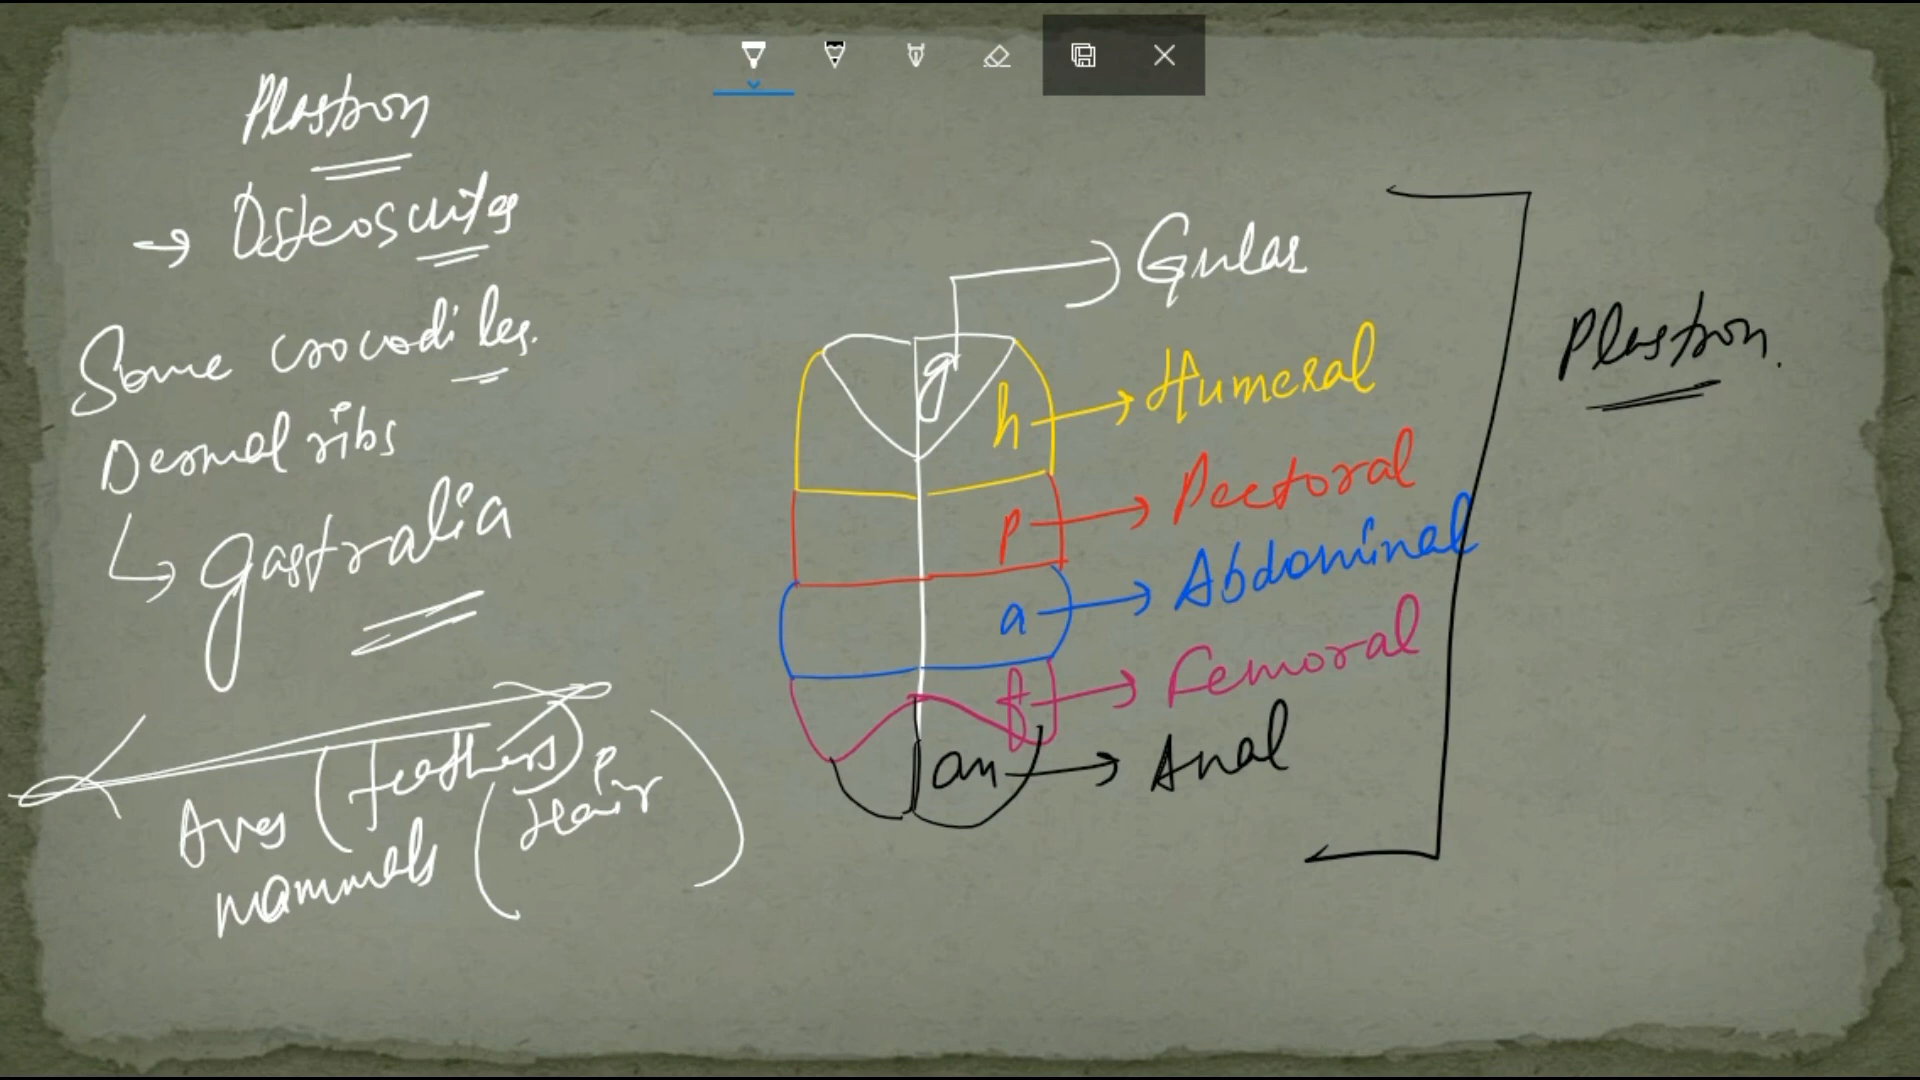 Plastron
→ Osteoscutes
Some crocodiles.
Dermal ribs
↳ gastralia
Aves (feathers)
mammals (Hair)
g → Gular
h → Humeral
p → Pectoral
a → Abdominal
f → Femoral
an → Anal
Plastron.